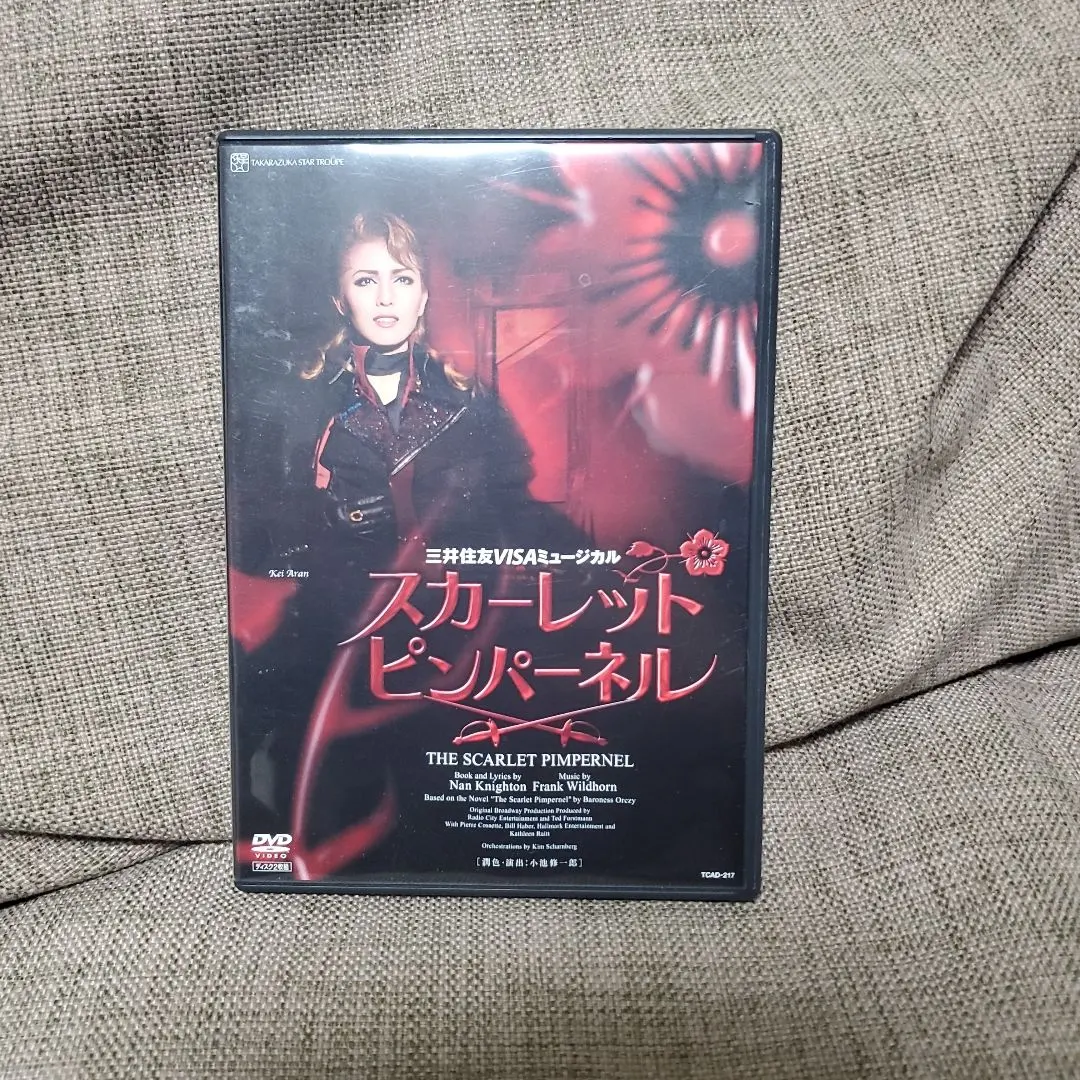 TAKARAZUKA STAR TROUPE
Kei Aran
三井住友VISAミュージカル
スカーレット
ピンパーネル
THE SCARLET PIMPERNEL
Book and Lyrics by Music by
Nan Knighton Frank Wildhorn
Based on the Novel "The Scarlet Pimpernel" by Baroness Orczy
Original Broadway Production Produced by
Radio City Entertainment and Ted Forstmann
With Pierre Cossette, Bill Haber, Hallmark Entertainment and
Kathleen Raitt
Orchestrations by Kim Scharnberg
[潤色・演出:小池修一郎]
DVD
VIDEO
ディスク2枚組
TCAD-217